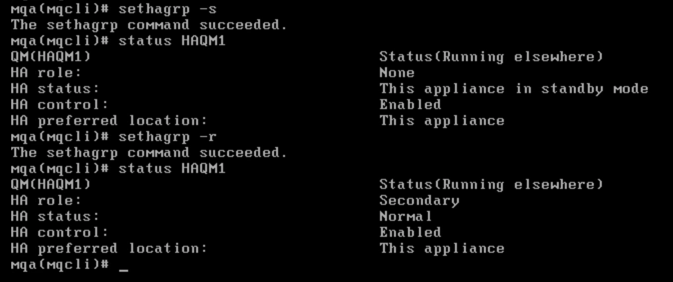 mqa(mqcli)# sethagrp -s
The sethagrp command succeeded.
mqa(mqcli)# status HAQM1
QM(HAQM1) Status(Running elsewhere)
HA role: None
HA status: This appliance in standby mode
HA control: Enabled
HA preferred location: This appliance
mqa(mqcli)# sethagrp -r
The sethagrp command succeeded.
mqa(mqcli)# status HAQM1
QM(HAQM1) Status(Running elsewhere)
HA role: Secondary
HA status: Normal
HA control: Enabled
HA preferred location: This appliance
mqa(mqcli)# _